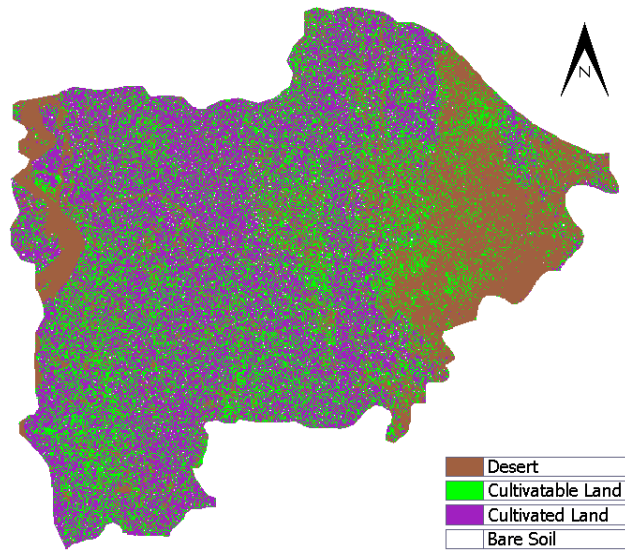 N
Desert
Cultivatable Land
Cultivated Land
Bare Soil